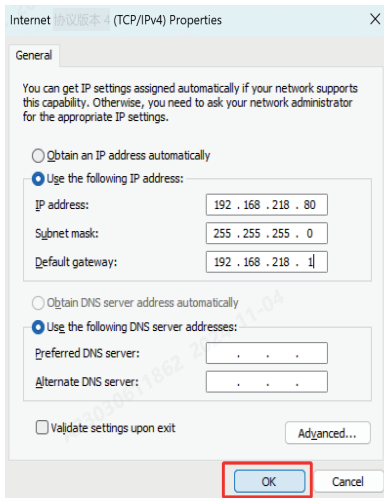 Internet 协议版本 4 (TCP/IPv4) Properties
General
You can get IP settings assigned automatically if your network supports
this capability. Otherwise, you need to ask your network administrator
for the appropriate IP settings.
Obtain an IP address automatically
Use the following IP address:
IP address: 192 . 168 . 218 . 80
Subnet mask: 255 . 255 . 255 . 0
Default gateway: 192 . 168 . 218 . 1
Obtain DNS server address automatically
Use the following DNS server addresses:
Preferred DNS server: . . .
Alternate DNS server: . . .
Validate settings upon exit
Advanced...
OK Cancel